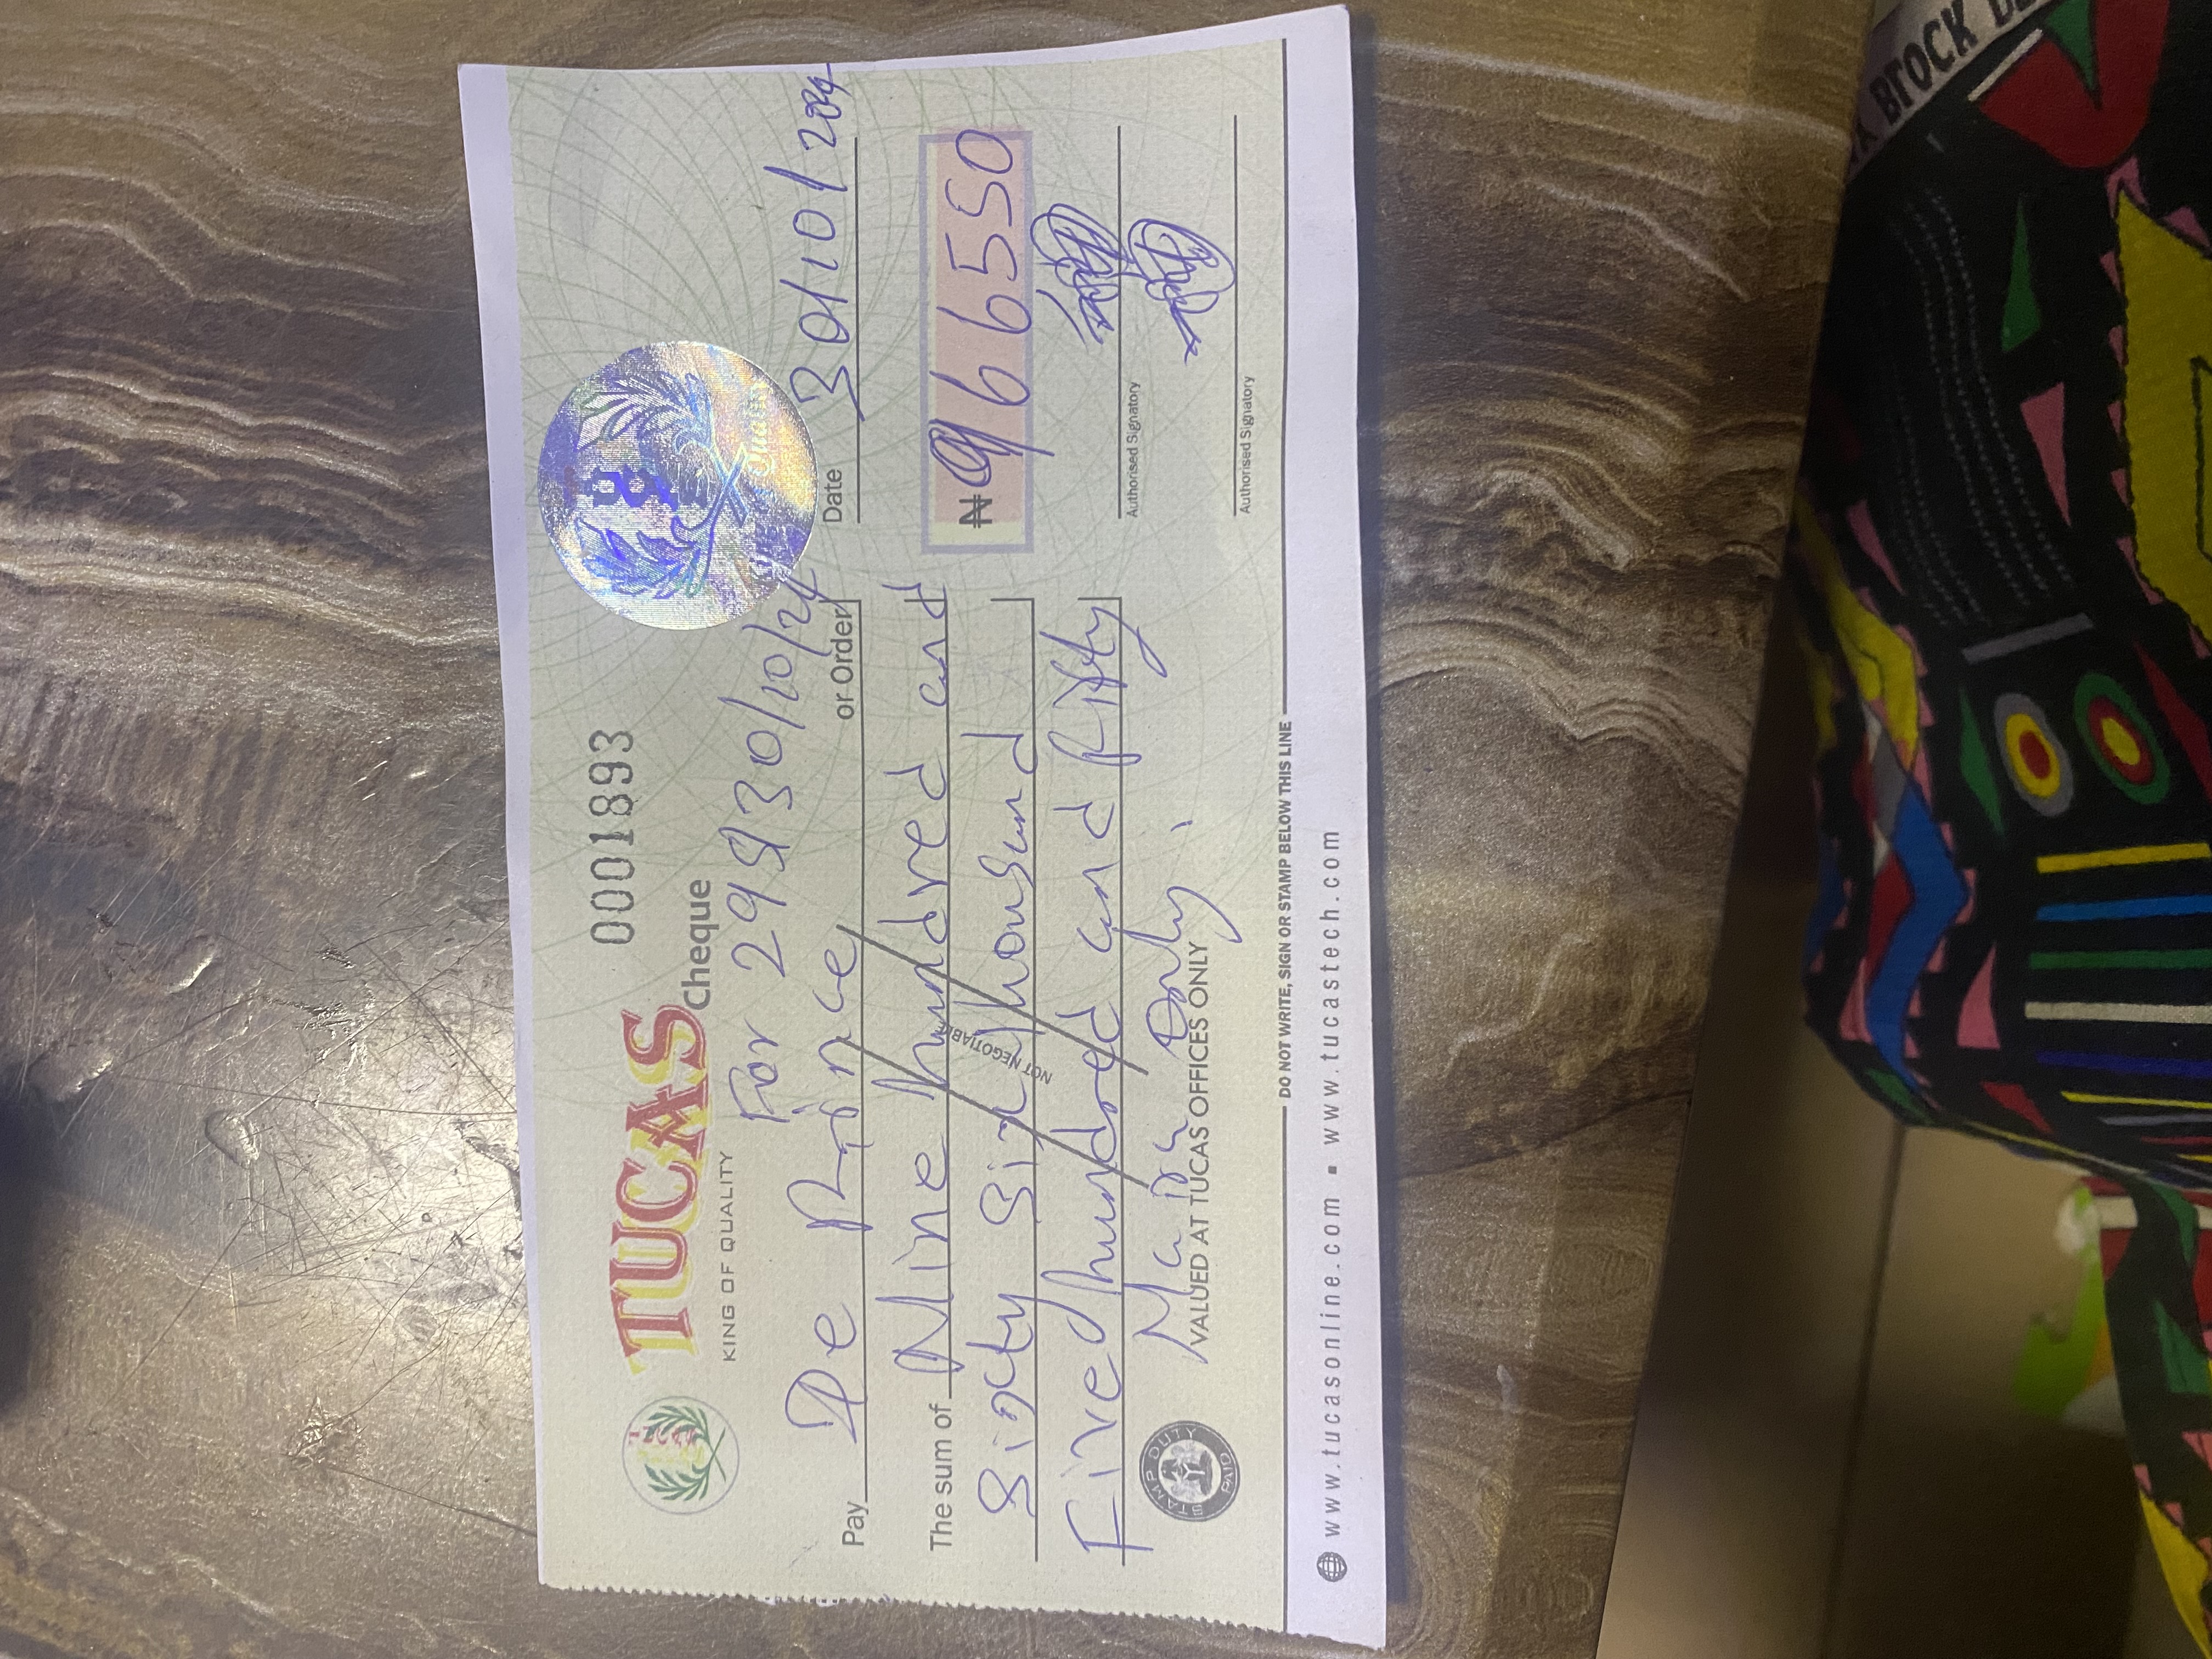 TUCAS
KING OF QUALITY
0001893
Cheque
For 29 & 30/10/24
Pay De Prince or Order
Date 30/10/2024
The sum of Nine hundred and
Sixty Six thousand
Five hundred and fifty
Naira Only.
₦ 966550
NOT NEGOTIABLE
Authorised Signatory
Authorised Signatory
VALUED AT TUCAS OFFICES ONLY
STAMP DUTY
PAID
DO NOT WRITE, SIGN OR STAMP BELOW THIS LINE
www.tucasonline.com ▪ www.tucastech.com
BROCK